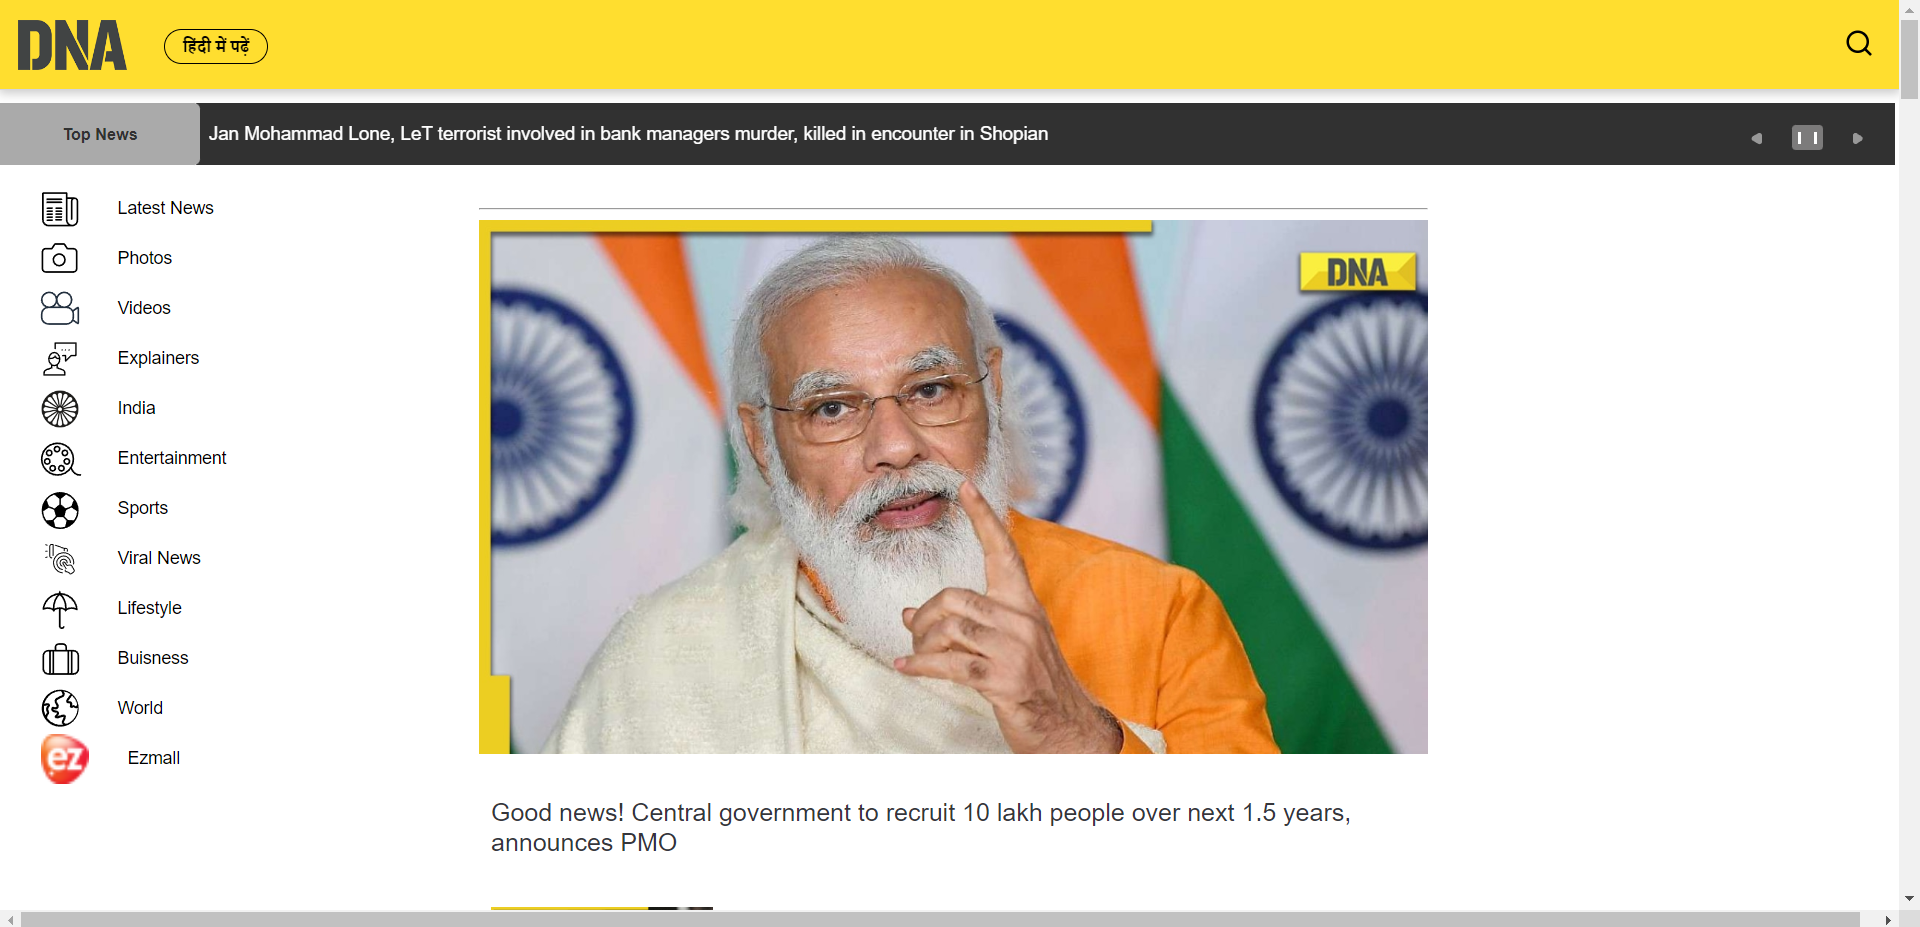 DNA
हिंदी में पढ़ें
Top News
Jan Mohammad Lone, LeT terrorist involved in bank managers murder, killed in encounter in Shopian
Latest News
Photos
Videos
Explainers
India
Entertainment
Sports
Viral News
Lifestyle
Buisness
World
ez
Ezmall
DNA
Good news! Central government to recruit 10 lakh people over next 1.5 years,
announces PMO